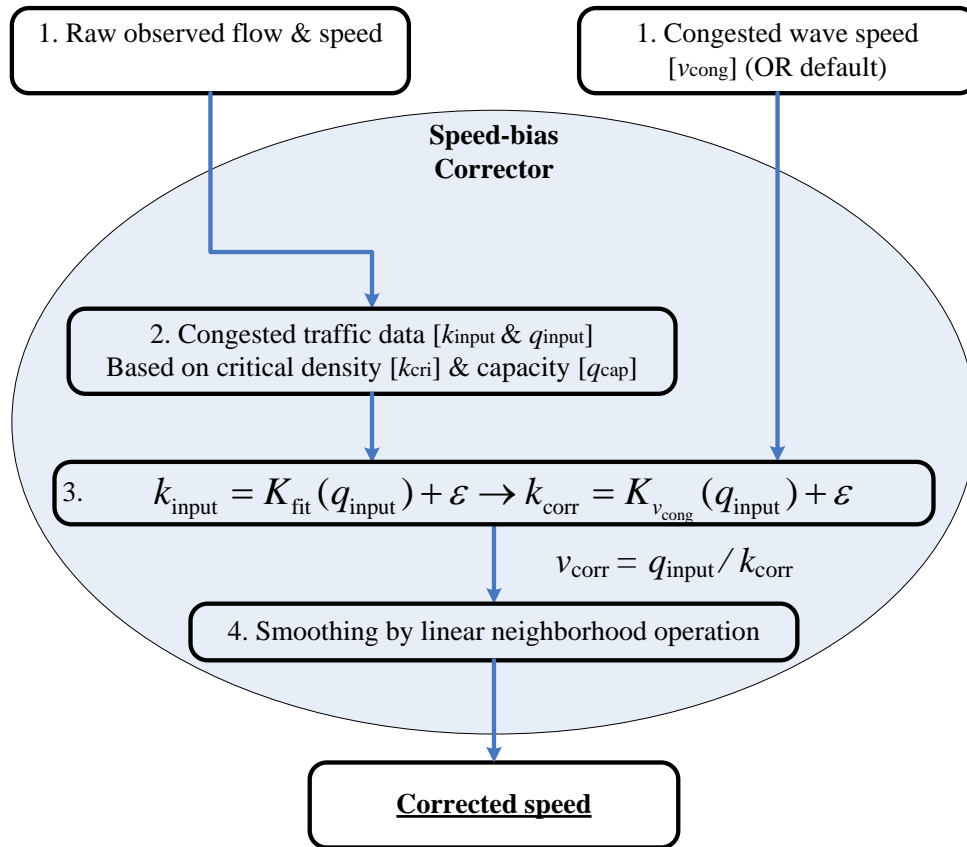 1. Raw observed flow & speed
1. Congested wave speed
[vcong] (OR default)
Speed-bias
Corrector
2. Congested traffic data [kinput & qinput]
Based on critical density [kcri] & capacity [qcap]
3. kinput = Kfit(qinput) + ε → kcorr = Kvcong(qinput) + ε
vcorr = qinput / kcorr
4. Smoothing by linear neighborhood operation
Corrected speed